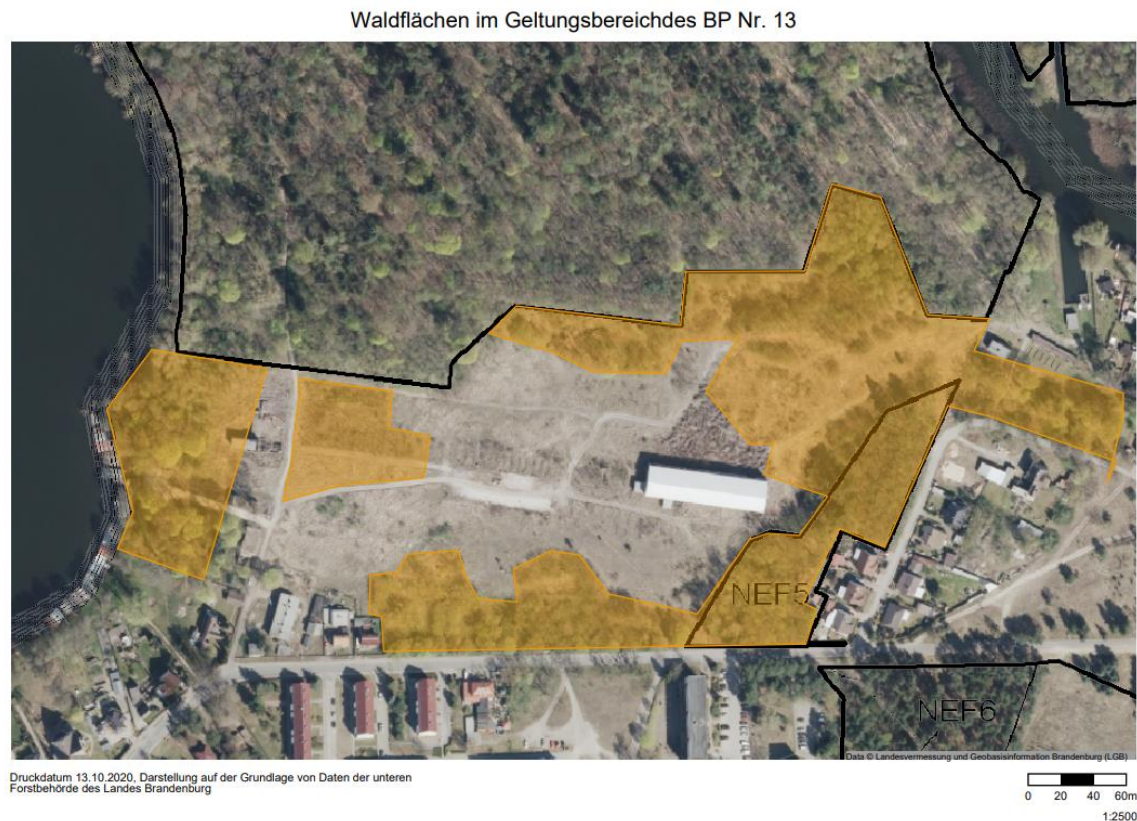 Waldflächen im Geltungsbereichdes BP Nr. 13
NEF5
NEF6
Data © Landesvermessung und Geobasisinformation Brandenburg (LGB)
Druckdatum 13.10.2020, Darstellung auf der Grundlage von Daten der unteren
Forstbehörde des Landes Brandenburg
0 20 40 60m
1:2500